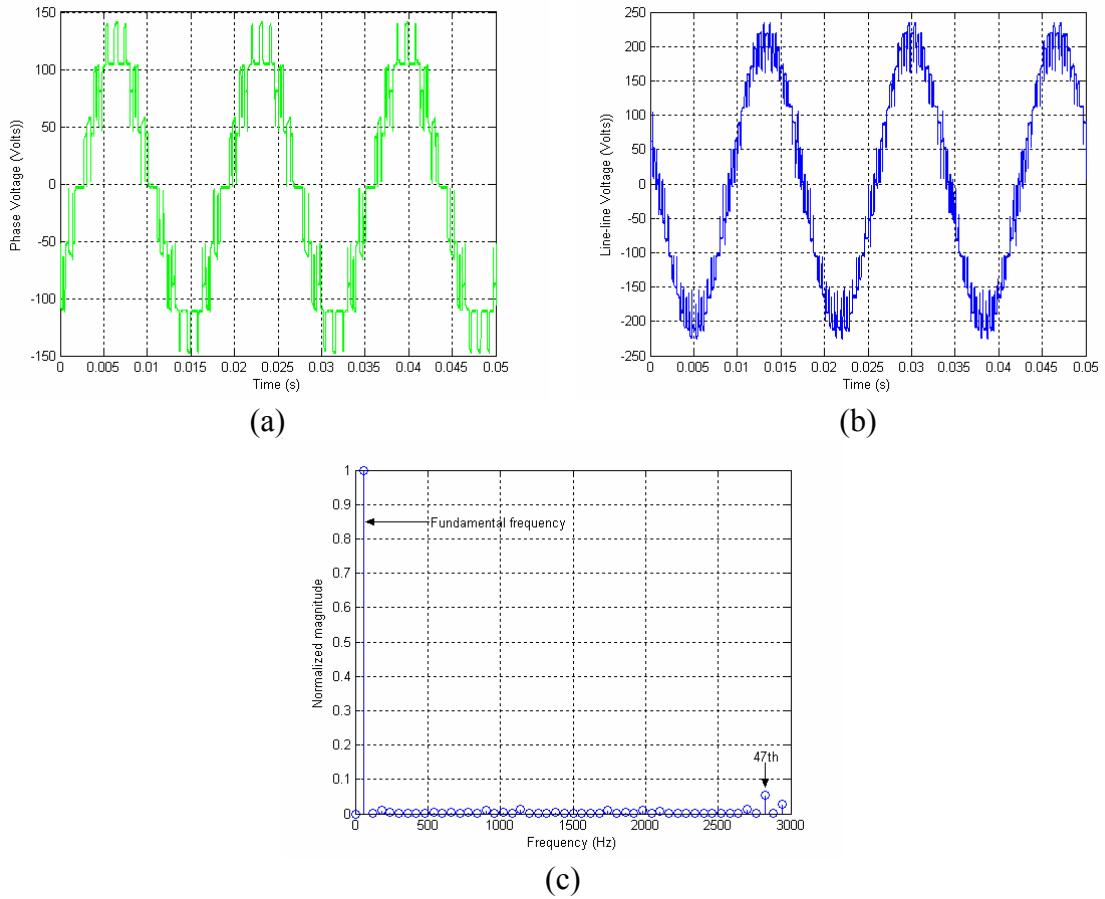 150
100
50
0
-50
-100
-150
Phase Voltage (Volts))
0 0.005 0.01 0.015 0.02 0.025 0.03 0.035 0.04 0.045 0.05
Time (s)
(a)
250
200
150
100
50
0
-50
-100
-150
-200
-250
Line-line Voltage (Volts))
0 0.005 0.01 0.015 0.02 0.025 0.03 0.035 0.04 0.045 0.05
Time (s)
(b)
1
0.9
0.8
0.7
0.6
0.5
0.4
0.3
0.2
0.1
0
Normalized magnitude
Fundamental frequency
47th
0 500 1000 1500 2000 2500 3000
Frequency (Hz)
(c)